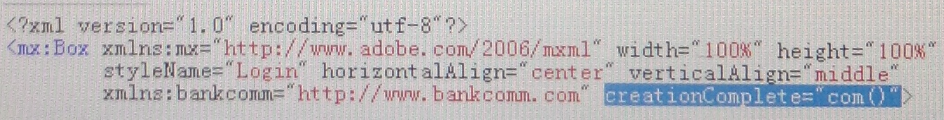 <?xml version="1.0" encoding="utf-8"?>
<mx:Box xmlns:mx="http://www.adobe.com/2006/mxml" width="100%" height="100%"
styleName="Login" horizontalAlign="center" verticalAlign="middle"
xmlns:bankcomm="http://www.bankcomm.com" creationComplete="com()">